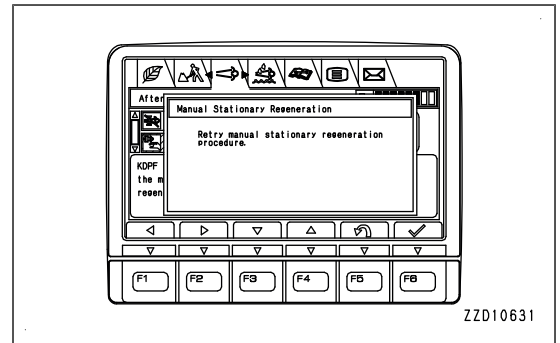 After
Manual Stationary Regeneration
Retry manual stationary regeneration
procedure.
KDPF
the m
regen
F1 F2 F3 F4 F5 F6
ZZD10631